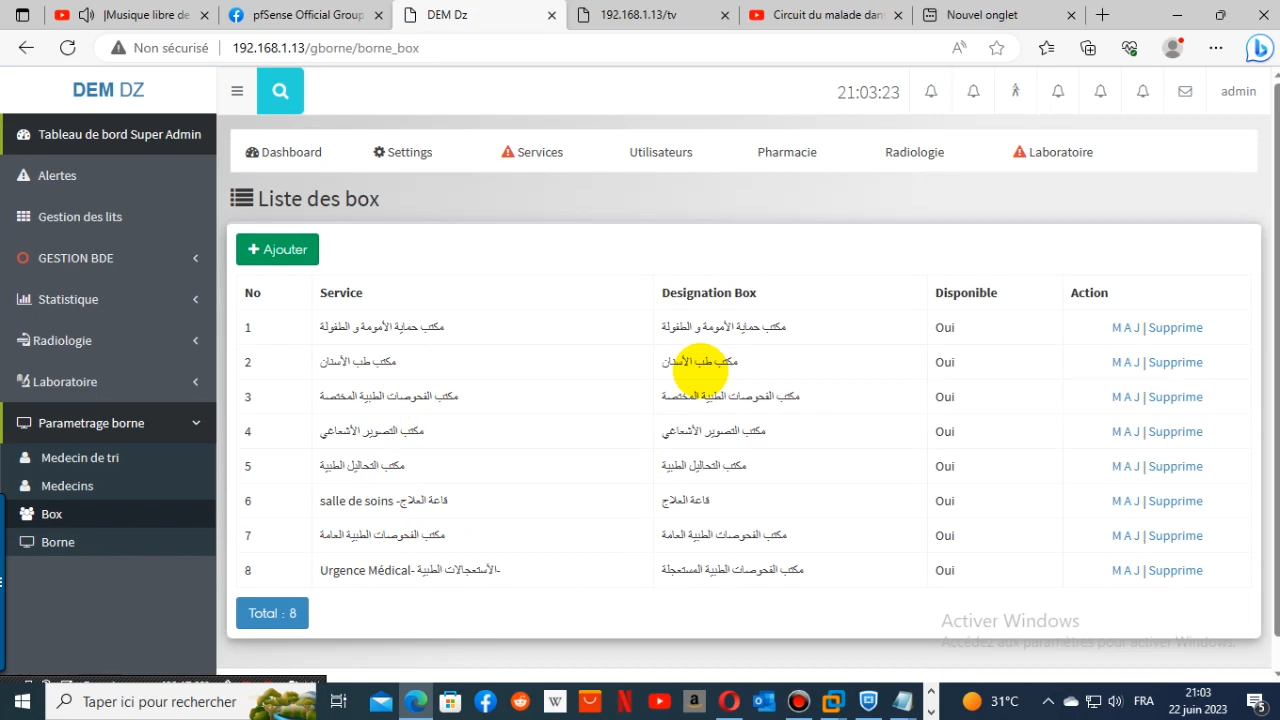 |Musique libre de
pfSense Official Group
DEM Dz
192.168.1.13/tv
Circuit du malade dan
Nouvel onglet
Non sécurisé
192.168.1.13/gborne/borne_box
DEM DZ
21:03:23
admin
Tableau de bord Super Admin
Alertes
Gestion des lits
GESTION BDE
Statistique
Radiologie
Laboratoire
Parametrage borne
Medecin de tri
Medecins
Box
Borne
Dashboard Settings Services Utilisateurs Pharmacie Radiologie Laboratoire
Liste des box
+ Ajouter
No Service Designation Box Disponible Action
1 مكتب حماية الأمومة و الطفولة مكتب حماية الأمومة و الطفولة Oui M A J | Supprime
2 مكتب طب الأسنان مكتب طب الأسنان Oui M A J | Supprime
3 مكتب الفحوصات الطبية المختصة مكتب الفحوصات الطبية المختصة Oui M A J | Supprime
4 مكتب التصوير الأشعاعي مكتب التصوير الأشعاعي Oui M A J | Supprime
5 مكتب التحاليل الطبية مكتب التحاليل الطبية Oui M A J | Supprime
6 salle de soins -قاعة العلاج قاعة العلاج Oui M A J | Supprime
7 مكتب الفحوصات الطبية العامة مكتب الفحوصات الطبية العامة Oui M A J | Supprime
8 Urgence Médical- الأستعجالات الطبية- مكتب الفحوصات الطبية المستعجلة Oui M A J | Supprime
Total : 8
Activer Windows
Accédez aux paramètres pour activer Windows.
Taper ici pour rechercher
31°C
FRA
21:03
22 juin 2023
5